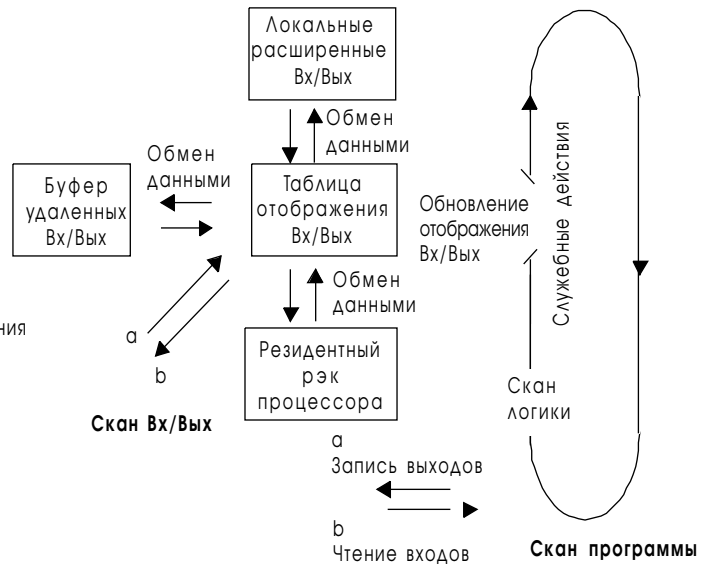 Локальные
расширенные
Вх/Вых
Обмен
данными
Обмен
данными
Буфер
удаленных
Вх/Вых
Таблица
отображения
Вх/Вых
Обновление
отображения
Вх/Вых
Служебные действия
Обмен
данными
ния
a
b
Резидентный
рэк
процессора
Скан
логики
Скан Вх/Вых
a
Запись выходов
b
Чтение входов
Скан программы